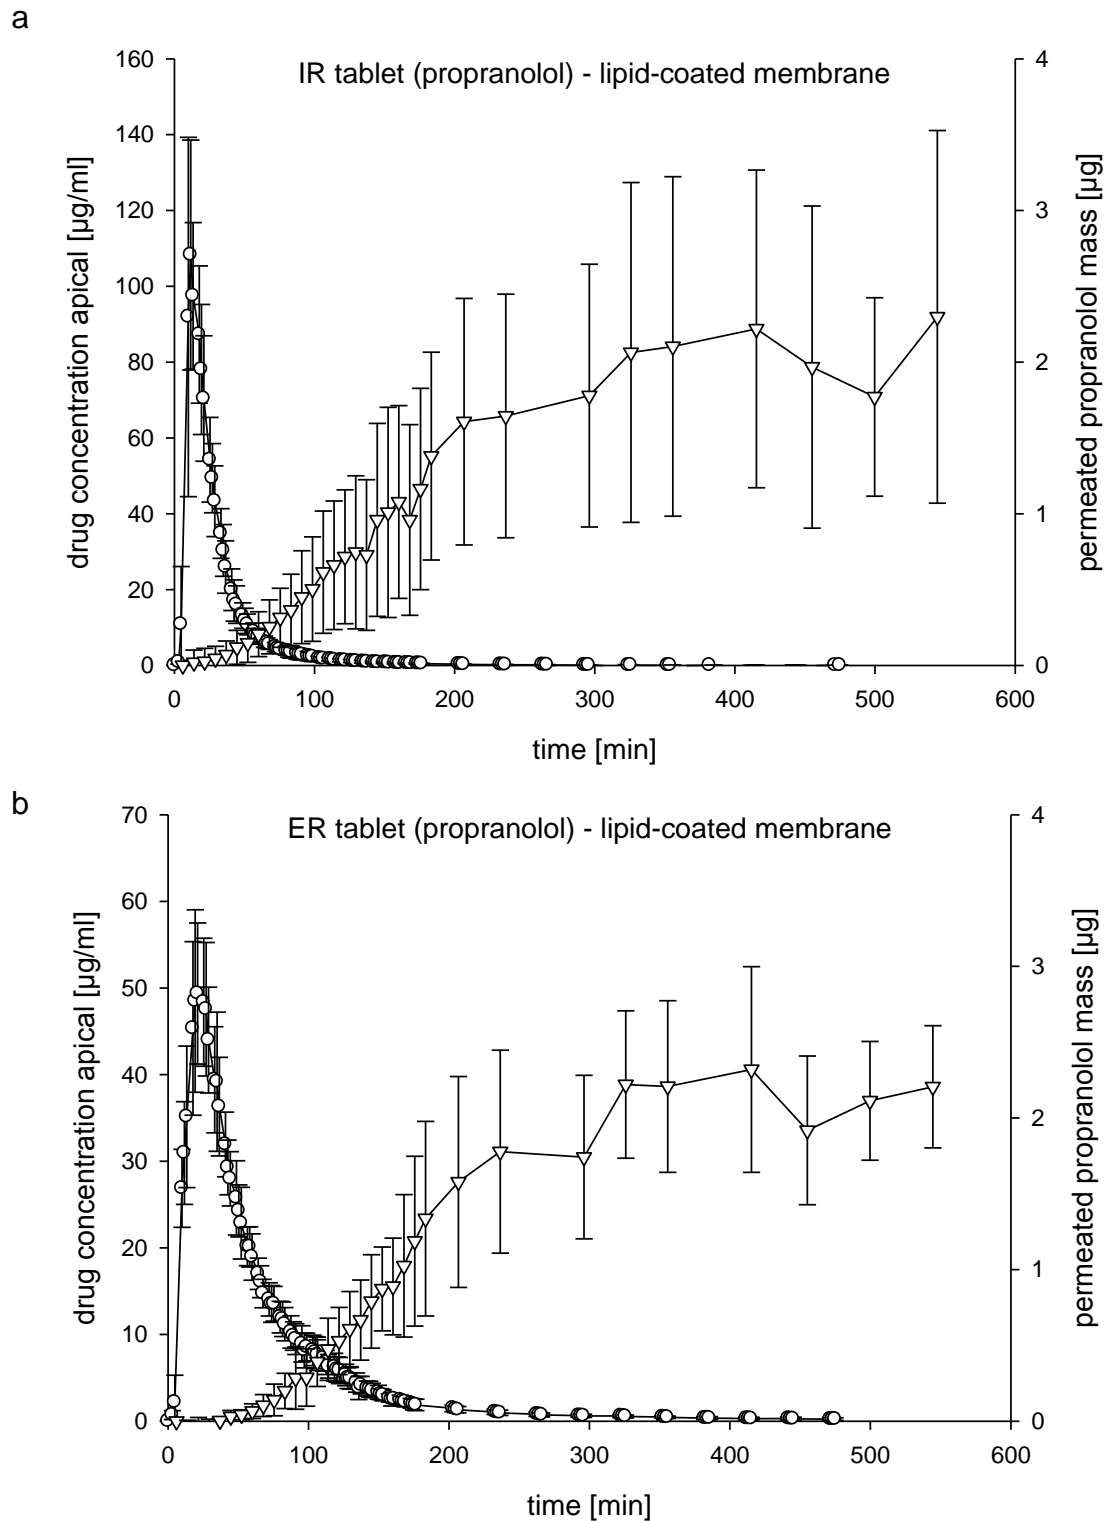 a
IR tablet (propranolol) - lipid-coated membrane
drug concentration apical [µg/ml]
160
140
120
100
80
60
40
20
0
permeated propranolol mass [µg]
4
3
2
1
0
0 100 200 300 400 500 600
time [min]
b
ER tablet (propranolol) - lipid-coated membrane
drug concentration apical [µg/ml]
70
60
50
40
30
20
10
0
permeated propranolol mass [µg]
4
3
2
1
0
0 100 200 300 400 500 600
time [min]